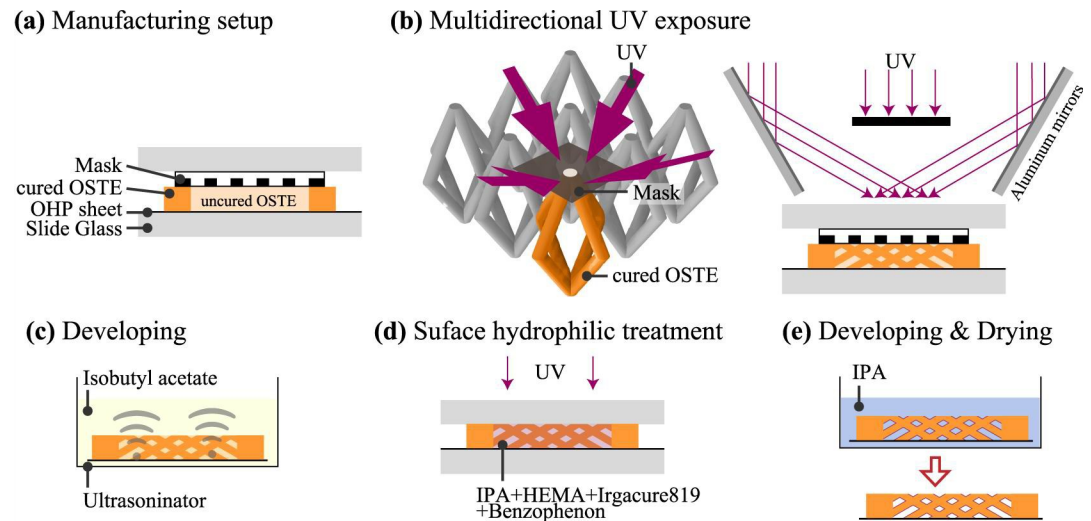 (a) Manufacturing setup
Mask
cured OSTE
uncured OSTE
OHP sheet
Slide Glass
(b) Multidirectional UV exposure
UV
Mask
cured OSTE
UV
Aluminum mirrors
(c) Developing
Isobutyl acetate
Ultrasoninator
(d) Suface hydrophilic treatment
UV
IPA+HEMA+Irgacure819
+Benzophenon
(e) Developing & Drying
IPA